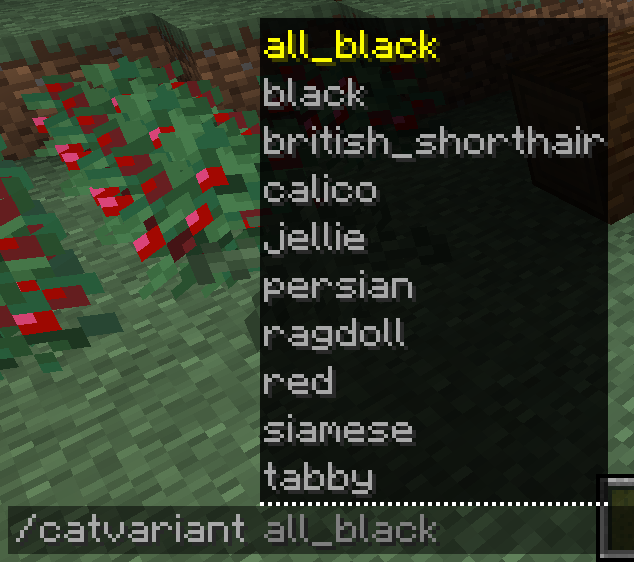 all_black
black
british_shorthair
calico
jellie
persian
ragdoll
red
siamese
tabby
/catvariant all_black